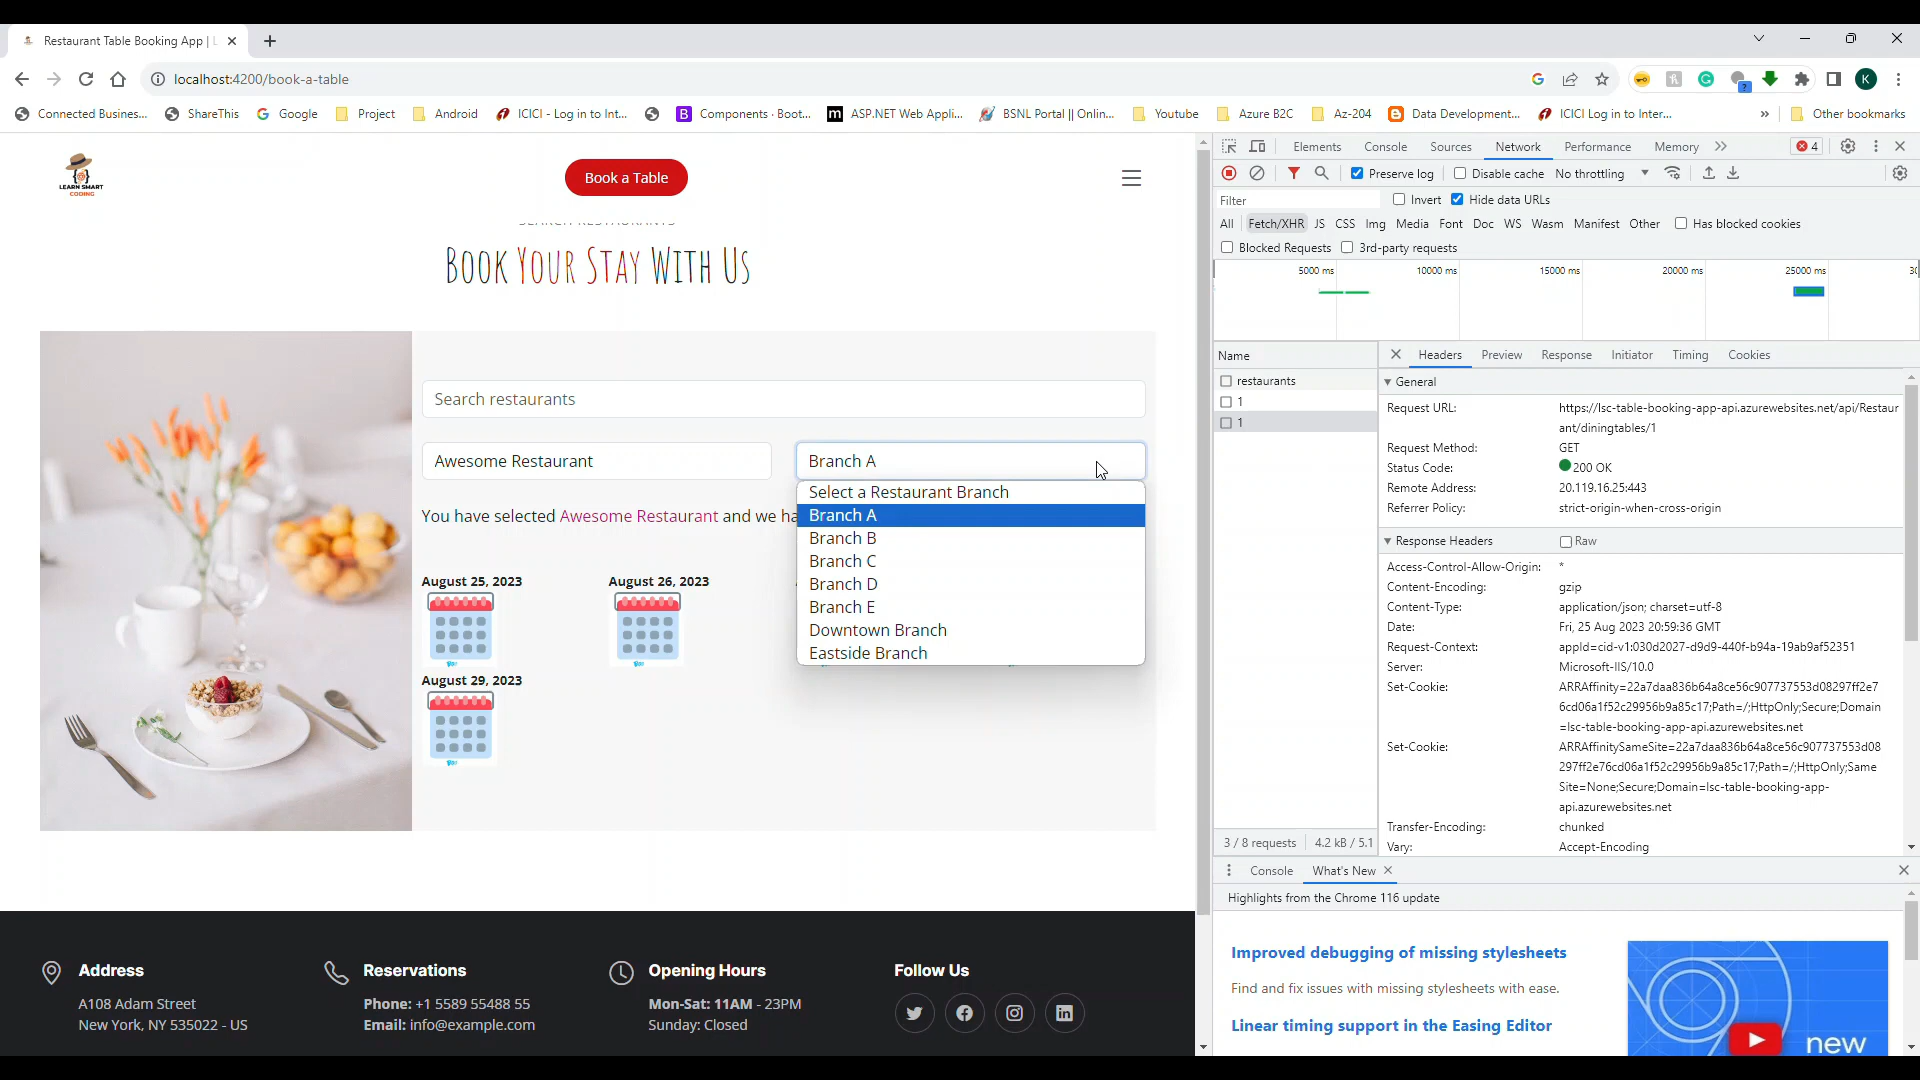 Restaurant Table Booking App | L
localhost:4200/book-a-table
Connected Busines...
ShareThis
Google
Project
Android
ICICI - Log in to Int...
Components · Boot...
ASP.NET Web Appli...
BSNL Portal || Onlin...
Youtube
Azure B2C
Az-204
Data Development...
ICICI Log in to Inter...
»
Other bookmarks
LEARN SMART
CODING
Book a Table
SEARCH RESTAURANTS
Book Your Stay With Us
Search restaurants
Awesome Restaurant
Branch A
Select a Restaurant Branch
Branch A
Branch B
Branch C
Branch D
Branch E
Downtown Branch
Eastside Branch
You have selected Awesome Restaurant and we ha
August 25, 2023
August 26, 2023
August 29, 2023
Address
A108 Adam Street
New York, NY 535022 - US
Reservations
Phone: +1 5589 55488 55
Email: info@example.com
Opening Hours
Mon-Sat: 11AM - 23PM
Sunday: Closed
Follow Us
Elements
Console
Sources
Network
Performance
Memory
»
4
Preserve log
Disable cache
No throttling
Filter
Invert
Hide data URLs
All
Fetch/XHR
JS
CSS
Img
Media
Font
Doc
WS
Wasm
Manifest
Other
Has blocked cookies
Blocked Requests
3rd-party requests
5000 ms
10000 ms
15000 ms
20000 ms
25000 ms
Name
restaurants
1
1
3 / 8 requests
4.2 kB / 5.1
Headers
Preview
Response
Initiator
Timing
Cookies
General
Request URL: https://lsc-table-booking-app-api.azurewebsites.net/api/Restaur
ant/diningtables/1
Request Method: GET
Status Code: 200 OK
Remote Address: 20.119.16.25:443
Referrer Policy: strict-origin-when-cross-origin
Response Headers
Raw
Access-Control-Allow-Origin: *
Content-Encoding: gzip
Content-Type: application/json; charset=utf-8
Date: Fri, 25 Aug 2023 20:59:36 GMT
Request-Context: appId=cid-v1:030d2027-d9d9-440f-b94a-19ab9af52351
Server: Microsoft-IIS/10.0
Set-Cookie: ARRAffinity=22a7daa836b64a8ce56c907737553d08297ff2e7
6cd06a1f52c29956b9a85c17;Path=/;HttpOnly;Secure;Domain
=lsc-table-booking-app-api.azurewebsites.net
Set-Cookie: ARRAffinitySameSite=22a7daa836b64a8ce56c907737553d08
297ff2e76cd06a1f52c29956b9a85c17;Path=/;HttpOnly;Same
Site=None;Secure;Domain=lsc-table-booking-app-
api.azurewebsites.net
Transfer-Encoding: chunked
Vary: Accept-Encoding
Console
What's New
Highlights from the Chrome 116 update
Improved debugging of missing stylesheets
Find and fix issues with missing stylesheets with ease.
Linear timing support in the Easing Editor
new